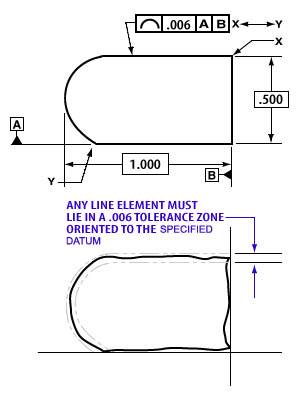 .006 A B X Y
X
.500
A
1.000
B
Y
ANY LINE ELEMENT MUST
LIE IN A .006 TOLERANCE ZONE
ORIENTED TO THE SPECIFIED
DATUM